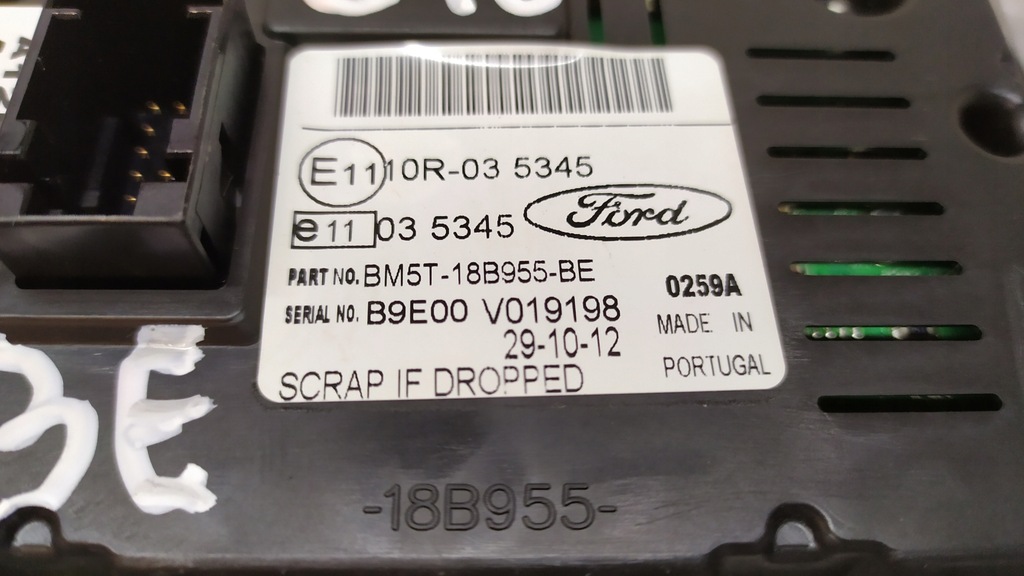 E11 10R-03 5345
e11 03 5345 Ford
PART NO. BM5T-18B955-BE
0259A
SERIAL NO. B9E00 V019198
MADE IN
29-10-12
PORTUGAL
SCRAP IF DROPPED
BE
-18B955-